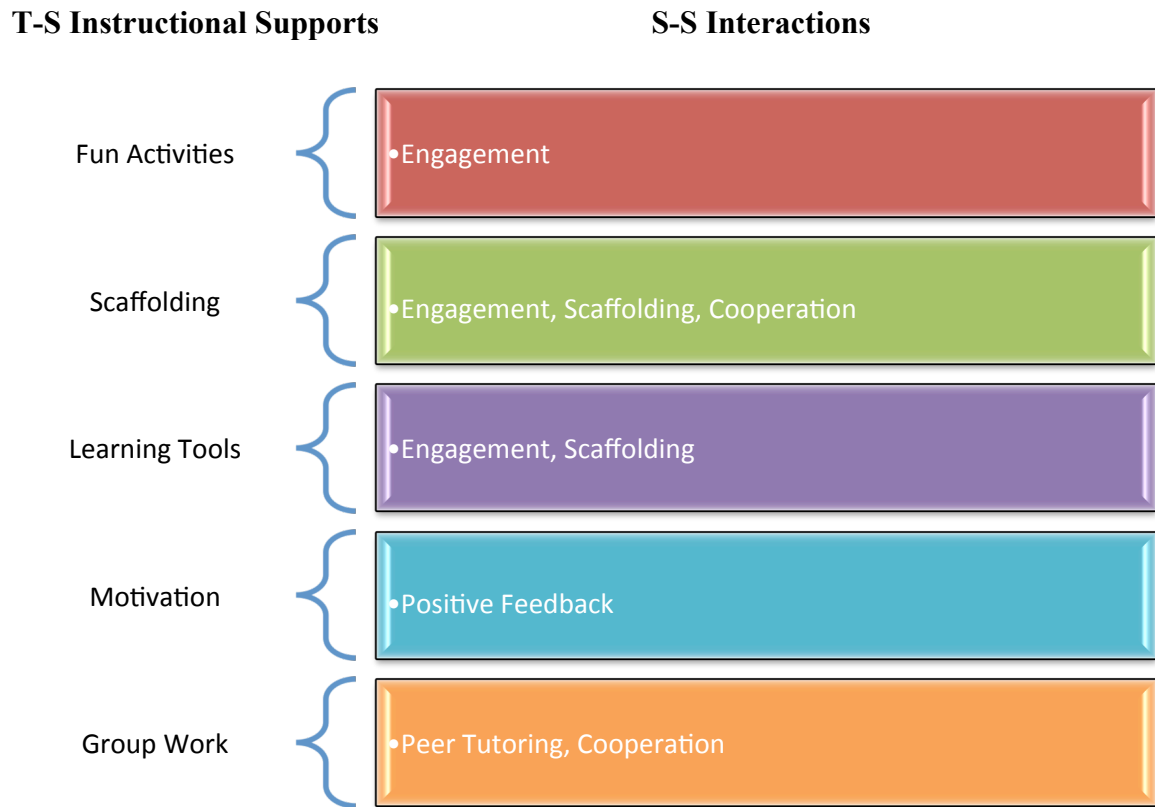 T-S Instructional Supports S-S Interactions
Fun Activities •Engagement
Scaffolding •Engagement, Scaffolding, Cooperation
Learning Tools •Engagement, Scaffolding
Motivation •Positive Feedback
Group Work •Peer Tutoring, Cooperation